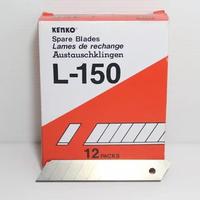 KENKO
Spare Blades
Lames de rechange
Austauschklingen
L-150
12 PACKS